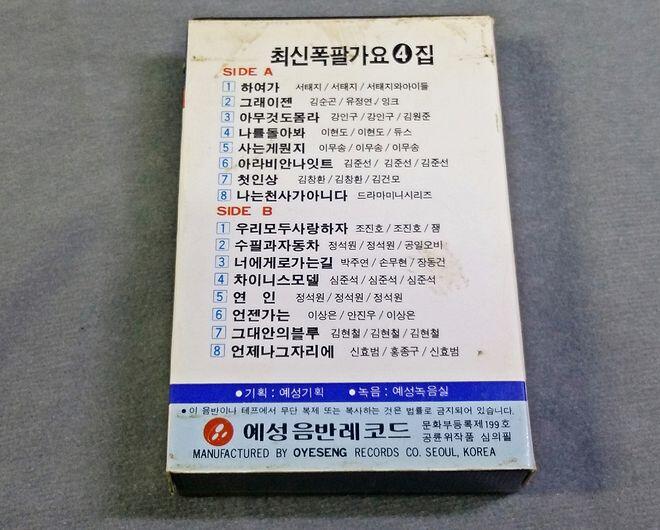 최신폭팔가요❹집
SIDE A
1 하여가 서태지 / 서태지 / 서태지와아이들
2 그래이젠 김순곤 / 유정연 / 잉크
3 아무것도몰라 강인구 / 강인구 / 김원준
4 나를돌아봐 이현도 / 이현도 / 듀스
5 사는게뭔지 이무송 / 이무송 / 이무송
6 아라비안나잇트 김준선 / 김준선 / 김준선
7 첫인상 김창환 / 김창환 / 김건모
8 나는천사가아니다 드라마미니시리즈
SIDE B
1 우리모두사랑하자 조진호 / 조진호 / 잼
2 수필과자동차 정석원 / 정석원 / 공일오비
3 너에게로가는길 박주연 / 손무현 / 장동건
4 차이니스모델 심준석 / 심준석 / 심준석
5 연 인 정석원 / 정석원 / 정석원
6 언젠가는 이상은 / 안진우 / 이상은
7 그대안의블루 김현철 / 김현철 / 김현철
8 언제나그자리에 신효범 / 홍종구 / 신효범
●기획 : 예성기획 ●녹음 : 예성녹음실
● 이 음반이나 테프에서 무단 복제 또는 복사하는 것은 법률로 금지되어 있습니다.
예성음반레코드
문화부등록제199호
공륜위작품 심의필
MANUFACTURED BY OYESENG RECORDS CO. SEOUL, KOREA